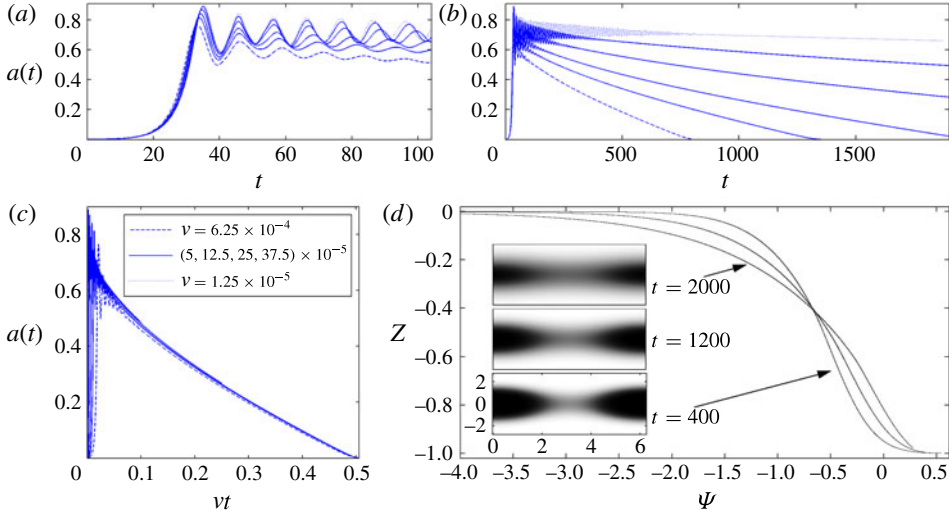 (a)
0.8
0.6
0.4
0.2
a(t)
0 20 40 60 80 100
t
(b)
0.8
0.6
0.4
0.2
0 500 1000 1500
t
(c)
0.8
0.6
0.4
0.2
a(t)
0 0.1 0.2 0.3 0.4 0.5
νt
ν = 6.25 × 10⁻⁴
(5, 12.5, 25, 37.5) × 10⁻⁵
ν = 1.25 × 10⁻⁵
(d)
0
−0.2
−0.4
−0.6
−0.8
−1.0
Z
−4.0 −3.5 −3.0 −2.5 −2.0 −1.5 −1.0 −0.5 0 0.5
Ψ
t = 2000
t = 1200
t = 400
2
0
−2
0 2 4 6